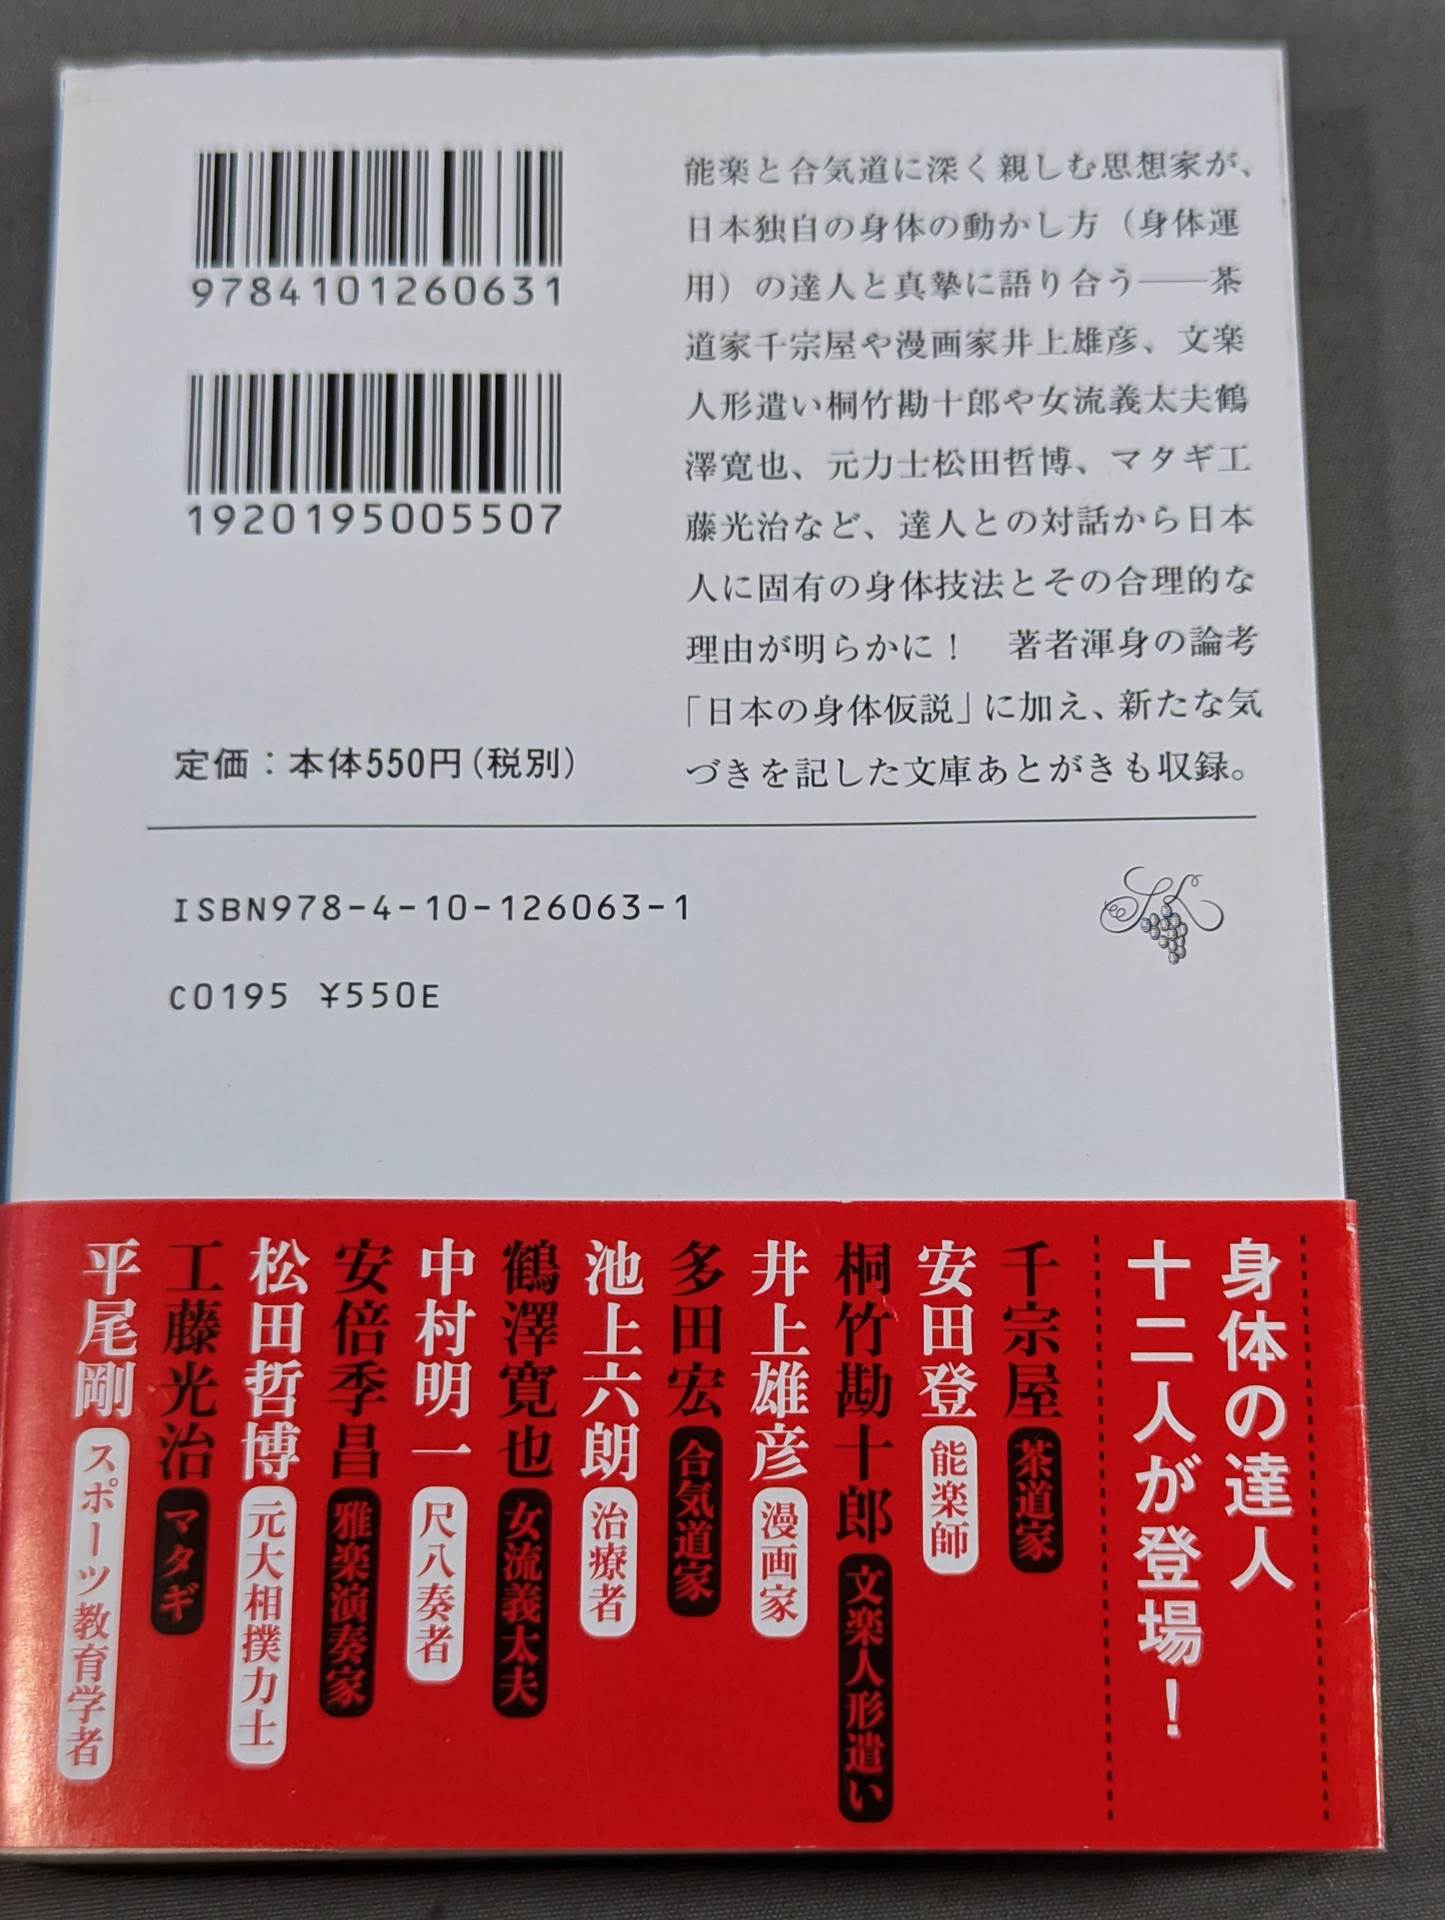 9784101260631
1920195005507
定価：本体550円（税別）
能楽と合気道に深く親しむ思想家が、
日本独自の身体の動かし方（身体運
用）の達人と真摯に語り合う――茶
道家千宗屋や漫画家井上雄彦、文楽
人形遣い桐竹勘十郎や女流義太夫鶴
澤寛也、元力士松田哲博、マタギ工
藤光治など、達人との対話から日本
人に固有の身体技法とその合理的な
理由が明らかに！　著者渾身の論考
「日本の身体仮説」に加え、新たな気
づきを記した文庫あとがきも収録。
ISBN978-4-10-126063-1
C0195 ¥550E
身体の達人
十二人が登場！
千宗屋 茶道家
安田登 能楽師
桐竹勘十郎 文楽人形遣い
井上雄彦 漫画家
多田宏 合気道家
池上六朗 治療者
鶴澤寛也 女流義太夫
中村明一 尺八奏者
安倍季昌 雅楽演奏家
松田哲博 元大相撲力士
工藤光治 マタギ
平尾剛 スポーツ教育学者